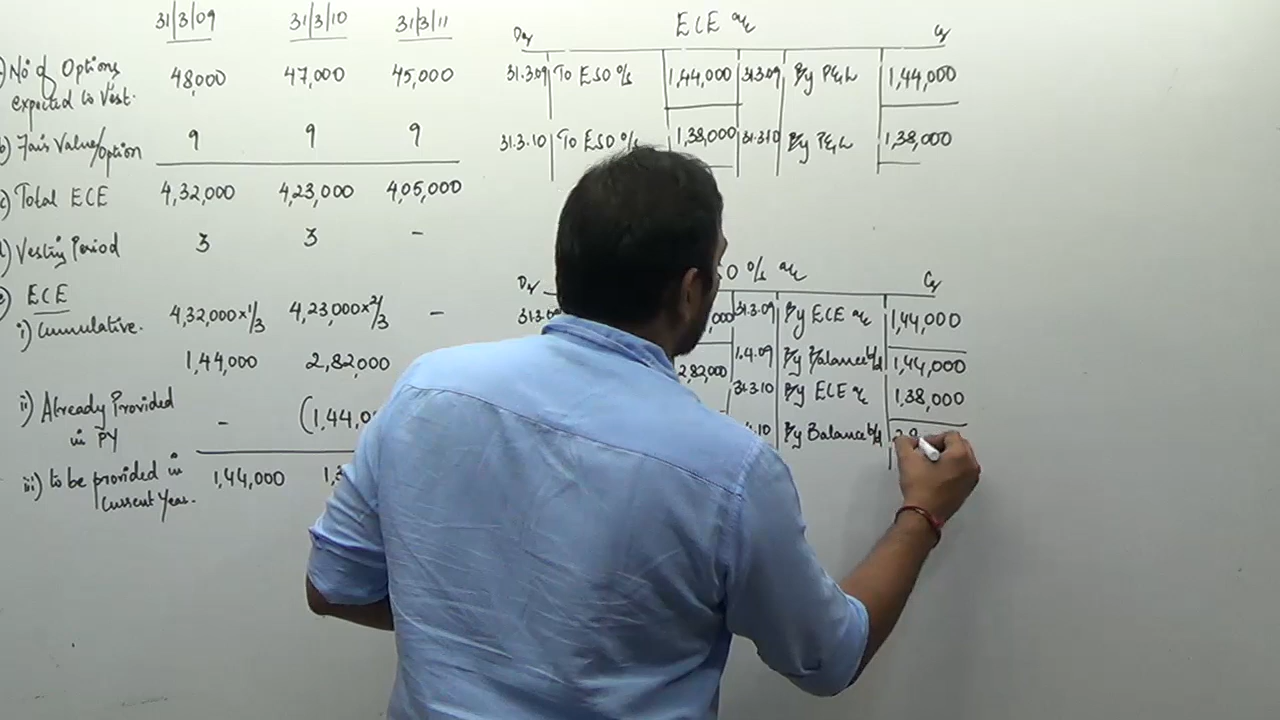 31/3/09 31/3/10 31/3/11
) No of Options expected to Vest. 48,000 47,000 45,000
b) Fair Value/option 9 9 9
c) Total ECE 4,32,000 4,23,000 4,05,000
d) Vesting Period 3 3 -
ECE
i) Cumulative. 4,32,000x1/3 4,23,000x2/3 -
1,44,000 2,82,000
ii) Already Provided in PY - (1,44,0
iii) to be provided in Current Year. 1,44,000 1,3
ECE a/c
Dr Cr
31.3.09 To ESO o/s 1,44,000 31.3.09 By P&L 1,44,000
31.3.10 To ESO o/s 1,38,000 31.3.10 By P&L 1,38,000
O o/s a/c
Dr Cr
31.3.09 ,000 31.3.09 By ECE a/c 1,44,000
2,82,000 1.4.09 By Balance b/d 1,44,000
31.3.10 By ECE a/c 1,38,000
.10 By Balance b/d